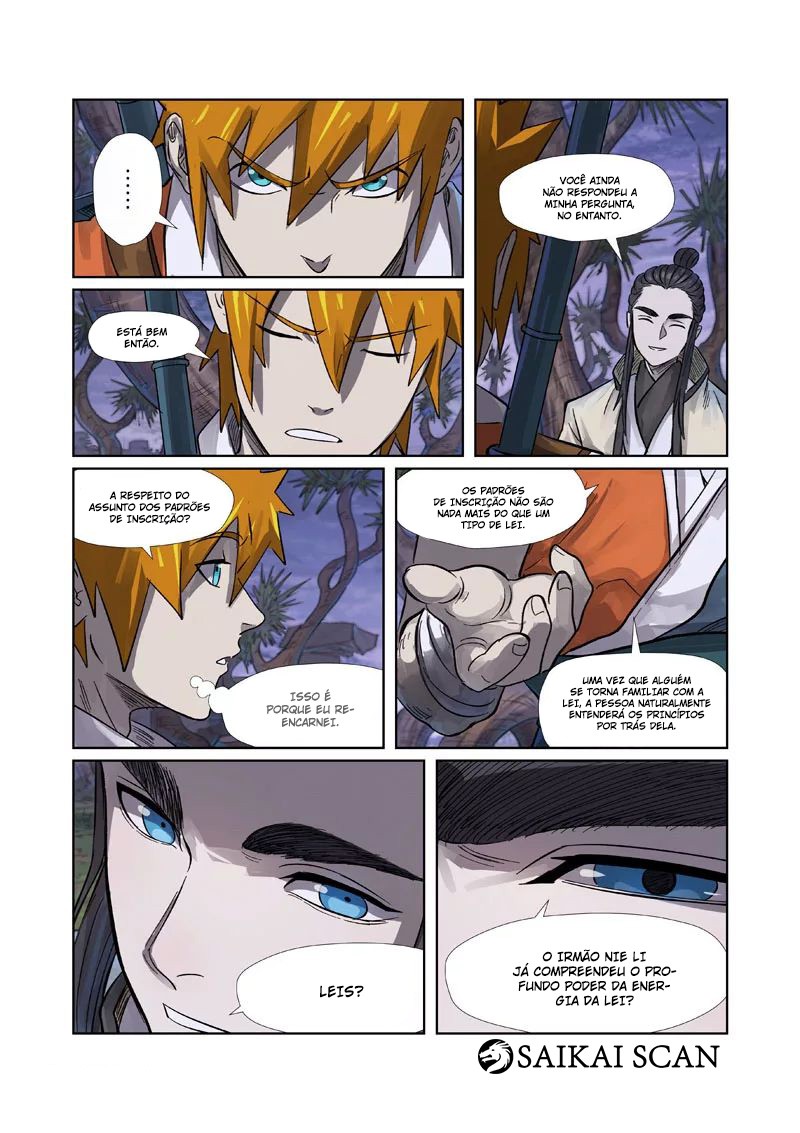 ......
VOCÊ AINDA
NÃO RESPONDEU A
MINHA PERGUNTA,
NO ENTANTO.
ESTÁ BEM
ENTÃO.
A RESPEITO DO
ASSUNTO DOS PADRÕES
DE INSCRIÇÃO?
ISSO É
PORQUE EU RE-
ENCARNEI.
OS PADRÕES
DE INSCRIÇÃO NÃO SÃO
NADA MAIS DO QUE UM
TIPO DE LEI.
UMA VEZ QUE ALGUÉM
SE TORNA FAMILIAR COM A
LEI, A PESSOA NATURALMENTE
ENTENDERÁ OS PRINCÍPIOS
POR TRÁS DELA.
LEIS?
O IRMÃO NIE LI
JÁ COMPREENDEU O PRO-
FUNDO PODER DA ENER-
GIA DA LEI?
SAIKAI SCAN